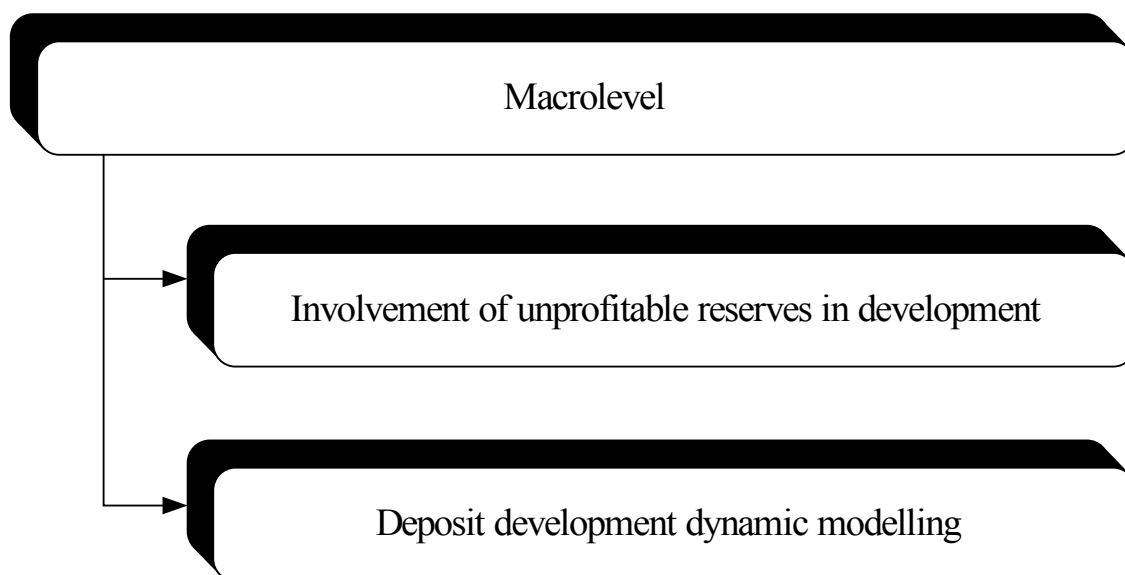 Macrolevel
Involvement of unprofitable reserves in development
Deposit development dynamic modelling